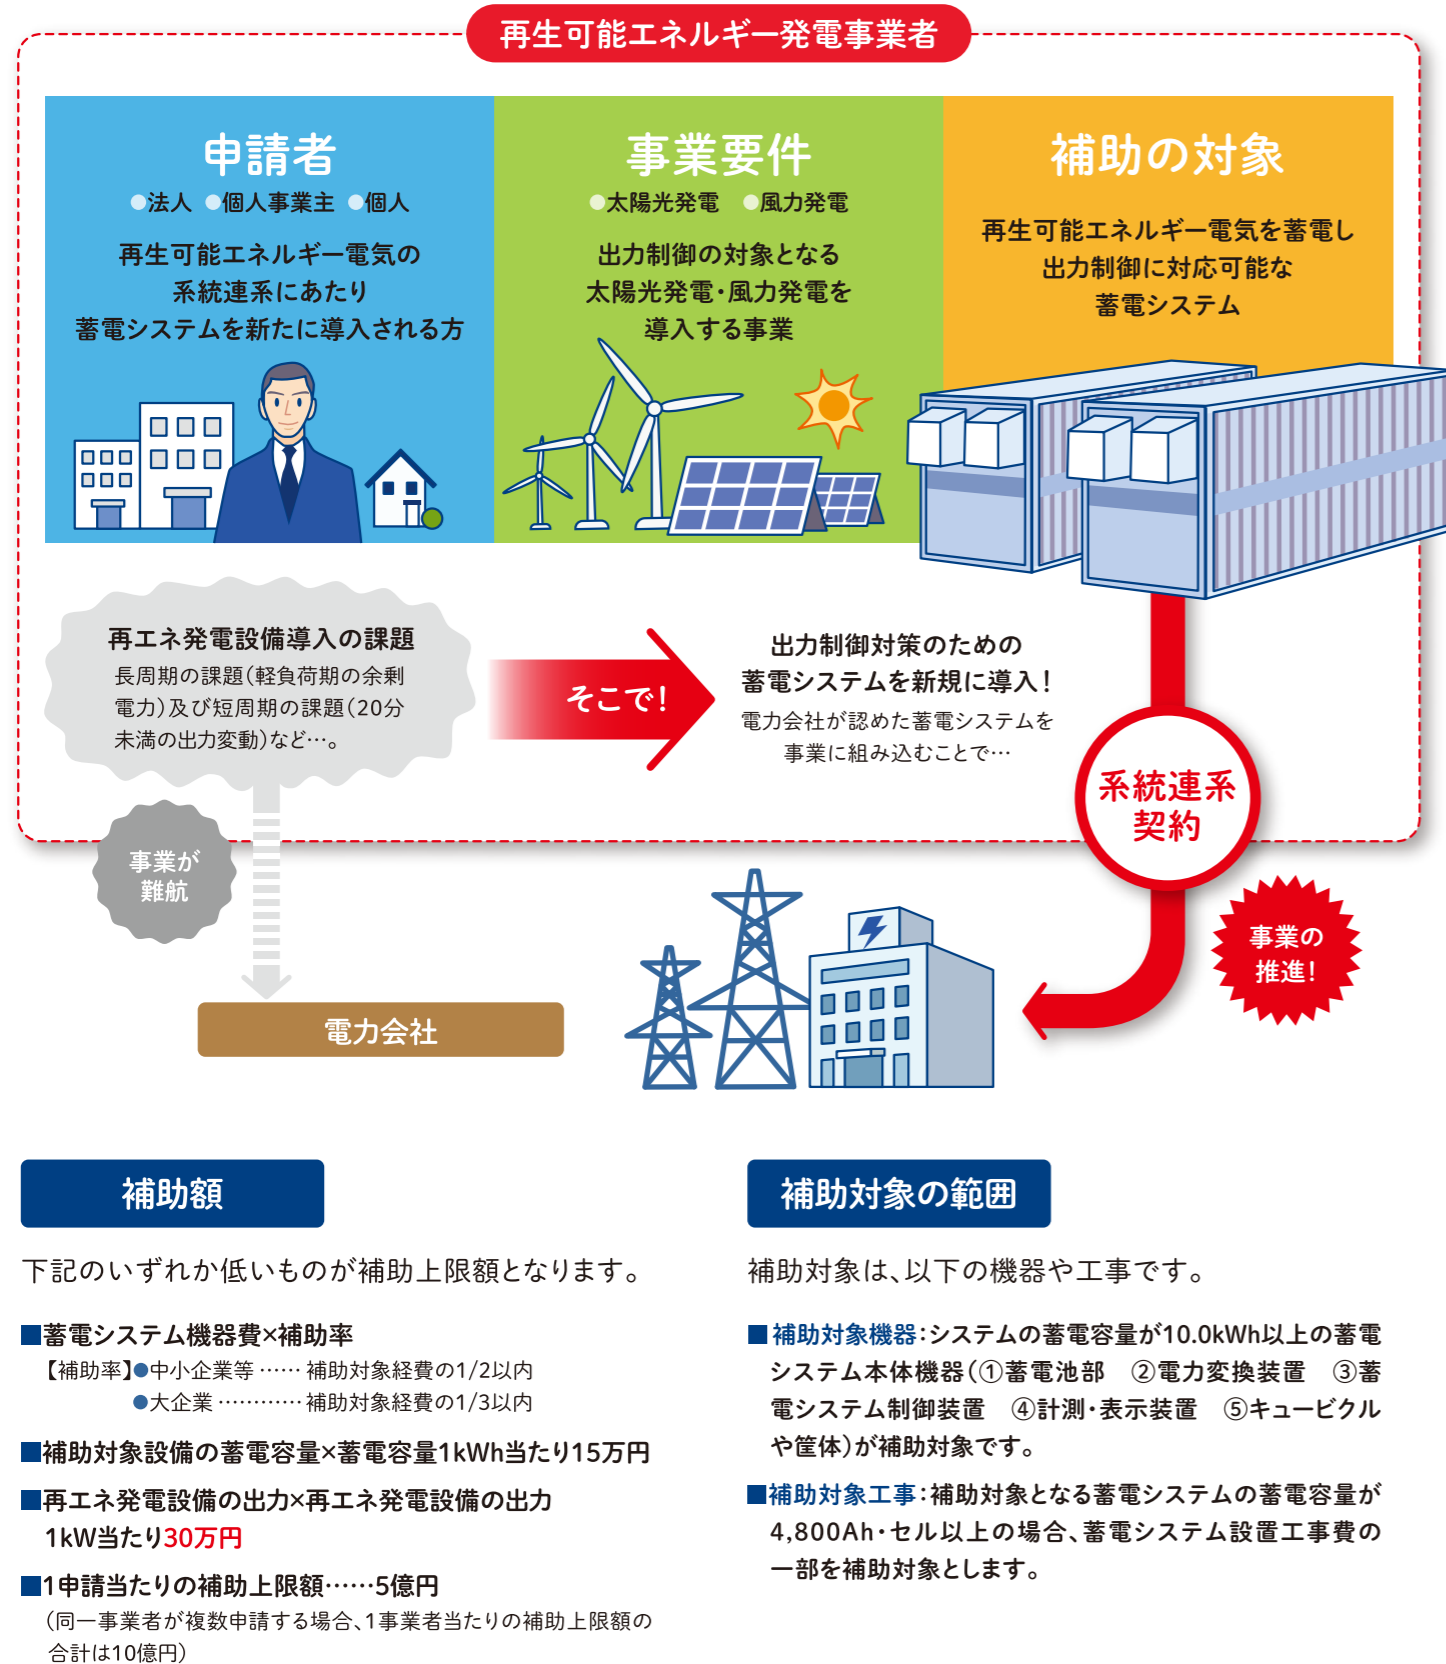 再生可能エネルギー発電事業者
申請者
●法人 ●個人事業主 ●個人
再生可能エネルギー電気の
系統連系にあたり
蓄電システムを新たに導入される方
事業要件
●太陽光発電 ●風力発電
出力制御の対象となる
太陽光発電・風力発電を
導入する事業
補助の対象
再生可能エネルギー電気を蓄電し
出力制御に対応可能な
蓄電システム
再エネ発電設備導入の課題
長周期の課題（軽負荷期の余剰
電力）及び短周期の課題（20分
未満の出力変動）など…。
そこで！
出力制御対策のための
蓄電システムを新規に導入！
電力会社が認めた蓄電システムを
事業に組み込むことで…
系統連系
契約
事業が
難航
事業の
推進！
電力会社
補助額
下記のいずれか低いものが補助上限額となります。
■蓄電システム機器費×補助率
【補助率】●中小企業等 …… 補助対象経費の1/2以内
●大企業 ………… 補助対象経費の1/3以内
■補助対象設備の蓄電容量×蓄電容量1kWh当たり15万円
■再エネ発電設備の出力×再エネ発電設備の出力
1kW当たり30万円
■1申請当たりの補助上限額……5億円
（同一事業者が複数申請する場合、1事業者当たりの補助上限額の
合計は10億円）
補助対象の範囲
補助対象は、以下の機器や工事です。
■補助対象機器：システムの蓄電容量が10.0kWh以上の蓄電
システム本体機器（①蓄電池部　②電力変換装置　③蓄
電システム制御装置　④計測・表示装置　⑤キュービクル
や筐体）が補助対象です。
■補助対象工事：補助対象となる蓄電システムの蓄電容量が
4,800Ah・セル以上の場合、蓄電システム設置工事費の
一部を補助対象とします。